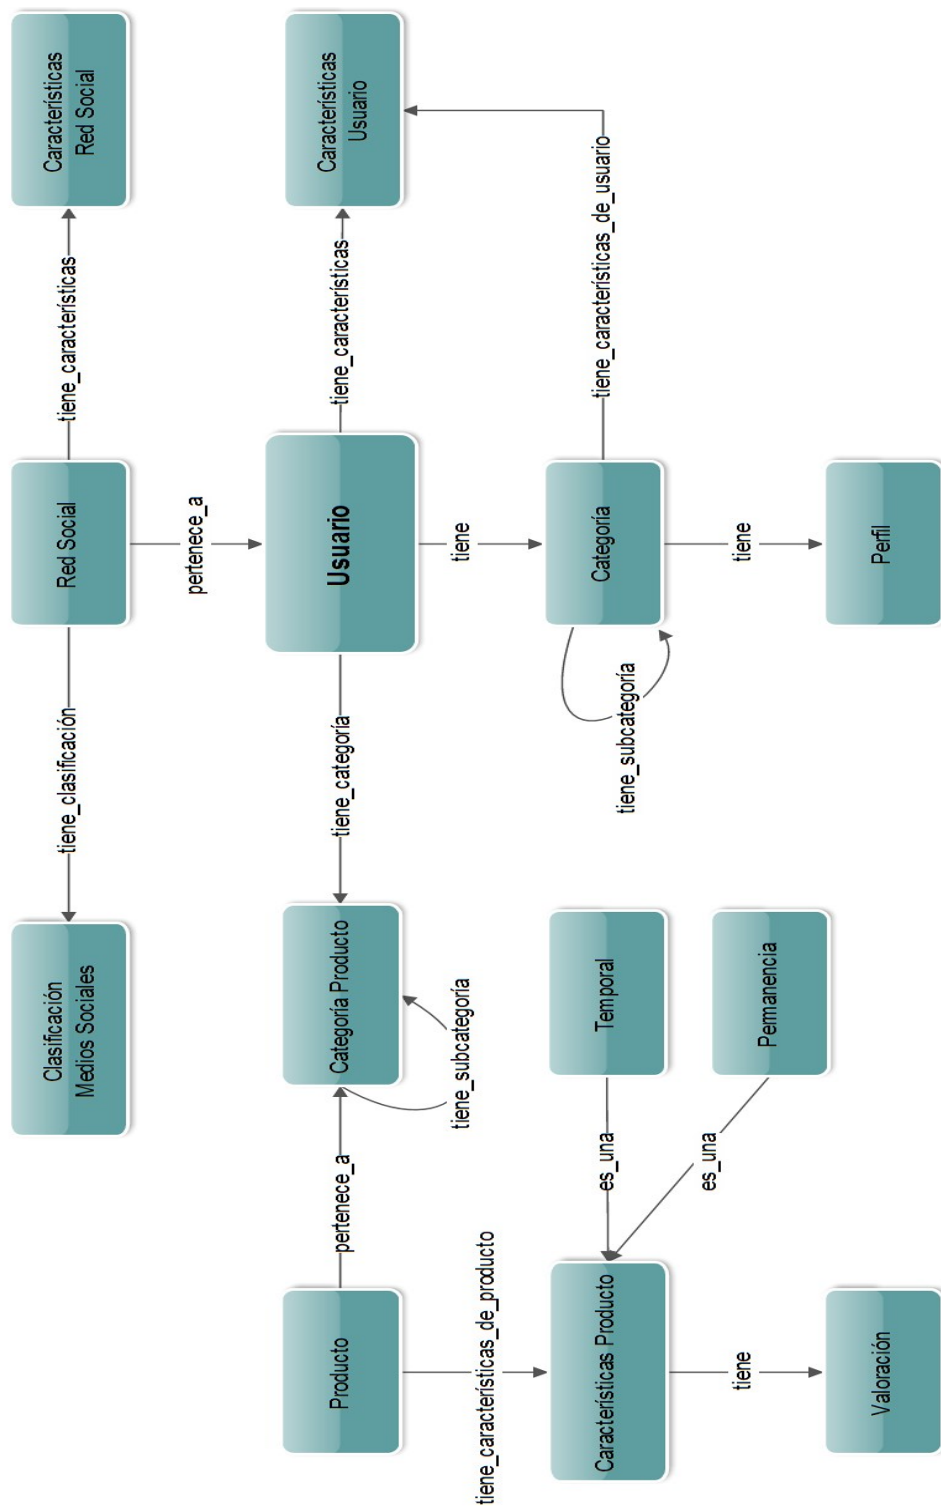 Clasificación
Medios Sociales
tiene_clasificación
Red Social
tiene_características
Características
Red Social
pertenece_a
Producto
pertenece_a
Categoría Producto
tiene_categoría
Usuario
tiene_características
Características
Usuario
tiene_características_de_producto
tiene_subcategoría
tiene
Características Producto
es_una
Temporal
tiene_subcategoría
Categoría
tiene_características_de_usuario
es_una
Permanencia
tiene
tiene
Valoración
Perfil